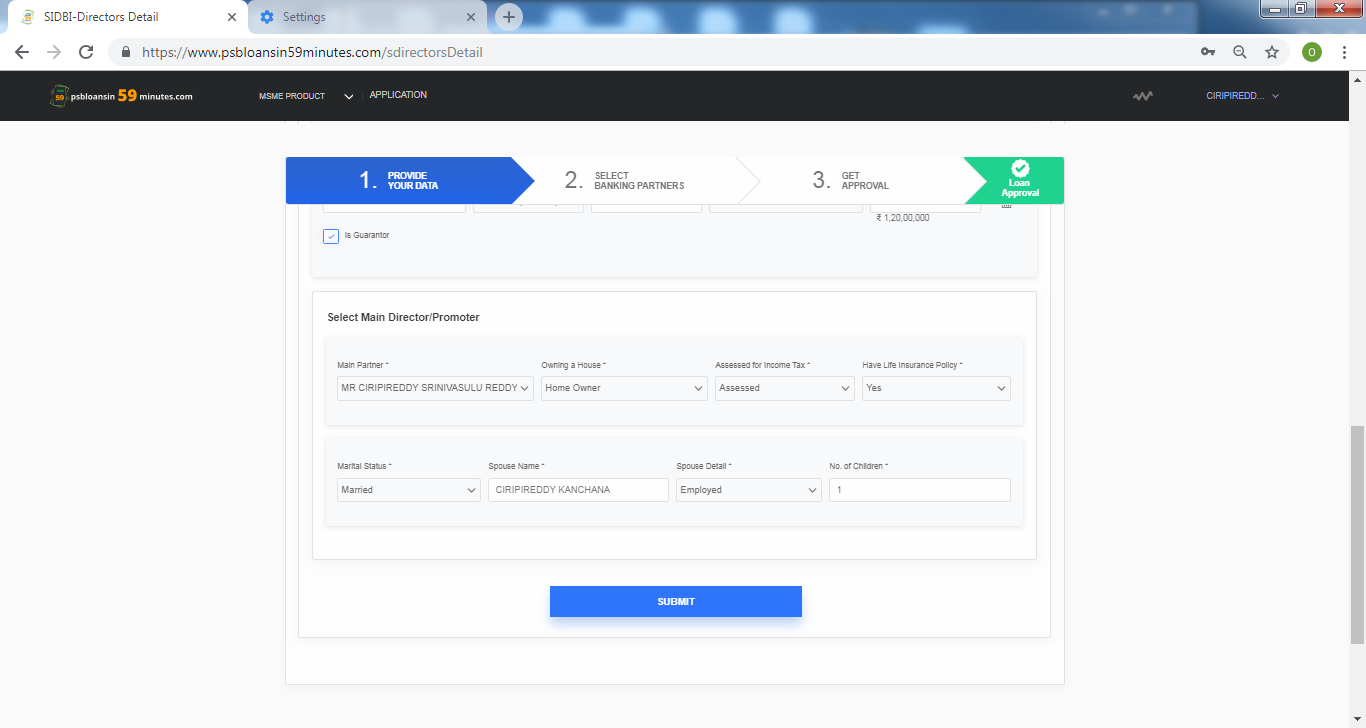 SIDBI-Directors Detail
Settings
https://www.psbloansin59minutes.com/sdirectorsDetail
O
59 psbloansin 59 minutes.com
MSME PRODUCT
APPLICATION
CIRIPIREDD...
1. PROVIDE YOUR DATA
2. SELECT BANKING PARTNERS
3. GET APPROVAL
Loan Approval
₹ 1,20,00,000
Is Guarantor
Select Main Director/Promoter
Main Partner * Owning a House * Assessed for Income Tax * Have Life Insurance Policy *
MR CIRIPIREDDY SRINIVASULU REDDY Home Owner Assessed Yes
Marital Status * Spouse Name * Spouse Detail * No. of Children *
Married CIRIPIREDDY KANCHANA Employed 1
SUBMIT